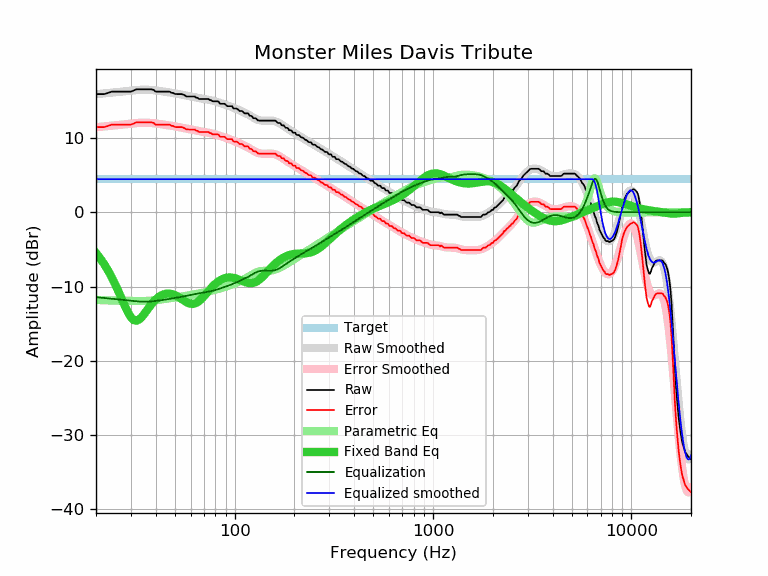 Monster Miles Davis Tribute
Amplitude (dBr)
10
0
−10
−20
−30
−40
Target
Raw Smoothed
Error Smoothed
Raw
Error
Parametric Eq
Fixed Band Eq
Equalization
Equalized smoothed
100
1000
10000
Frequency (Hz)